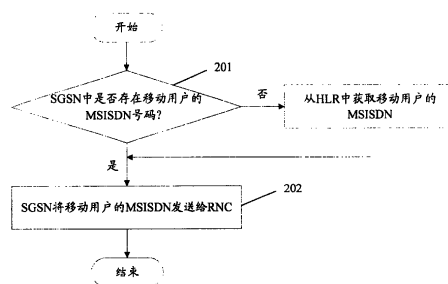 开始
201
SGSN中是否存在移动用户的
MSISDN号码?
否
从HLR中获取移动用户的
MSISDN
是
202
SGSN将移动用户的MSISDN发送给RNC
结束